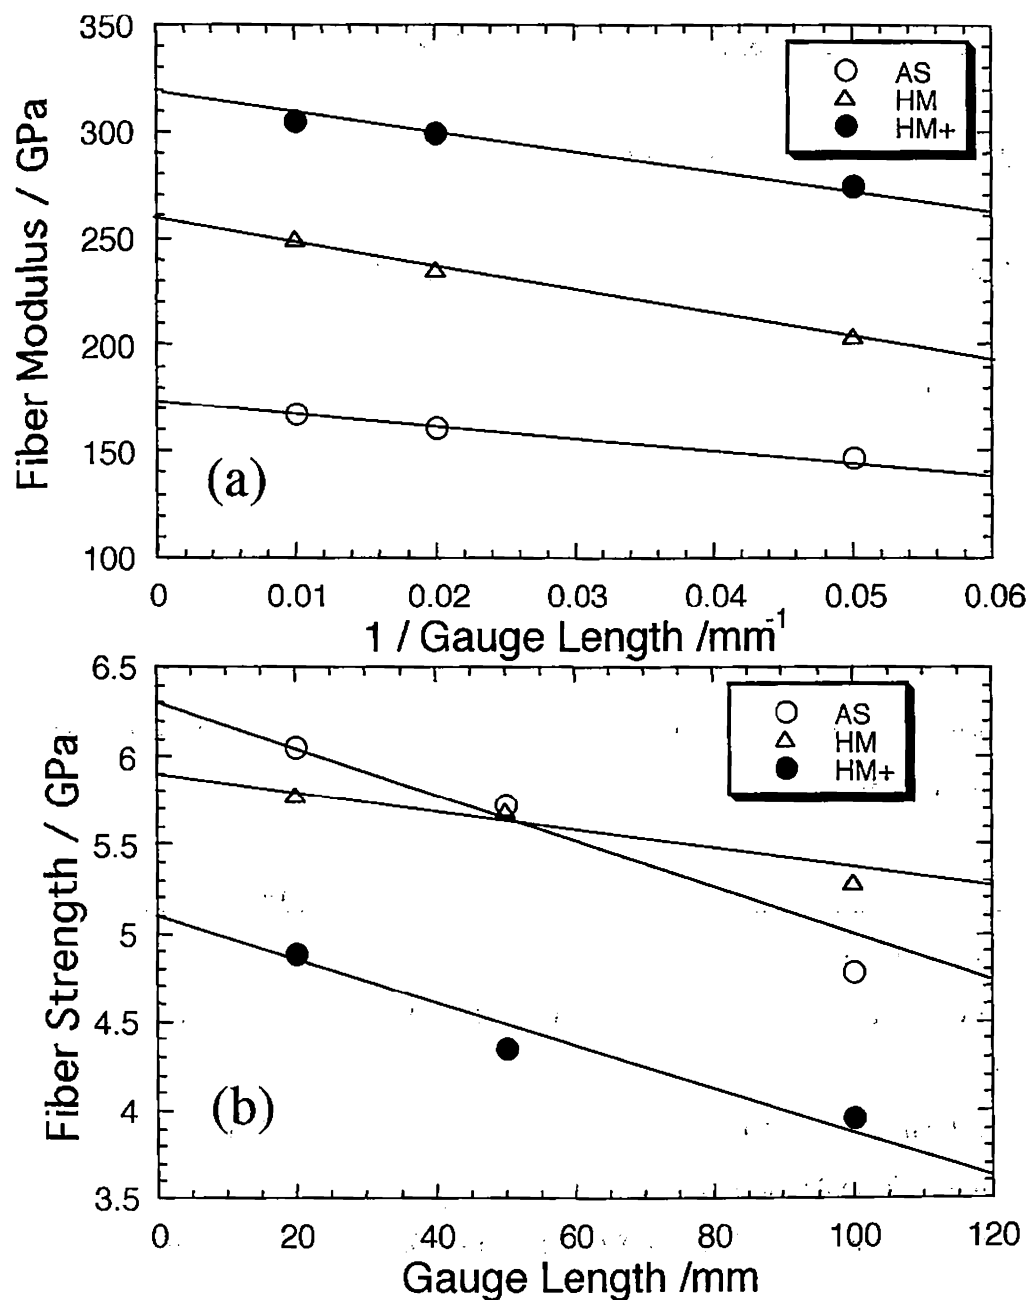 350
300
250
200
150
100
Fiber Modulus / GPa
AS
HM
HM+
(a)
0 0.01 0.02 0.03 0.04 0.05 0.06
1 / Gauge Length /mm-1
6.5
6
5.5
5
4.5
4
3.5
Fiber Strength / GPa
AS
HM
HM+
(b)
0 20 40 60 80 100 120
Gauge Length /mm